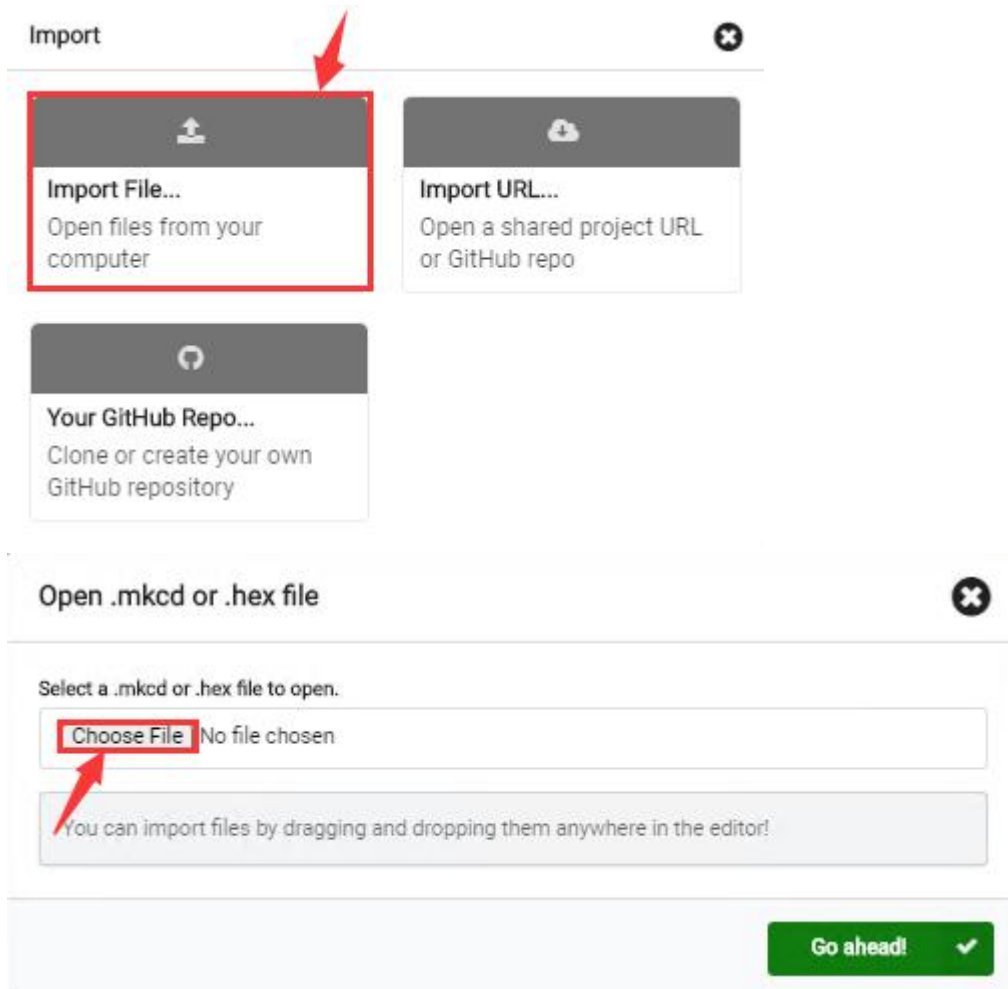 Import
Import File...
Open files from your
computer
Import URL...
Open a shared project URL
or GitHub repo
Your GitHub Repo...
Clone or create your own
GitHub repository
Open .mkcd or .hex file
Select a .mkcd or .hex file to open.
Choose File No file chosen
You can import files by dragging and dropping them anywhere in the editor!
Go ahead!